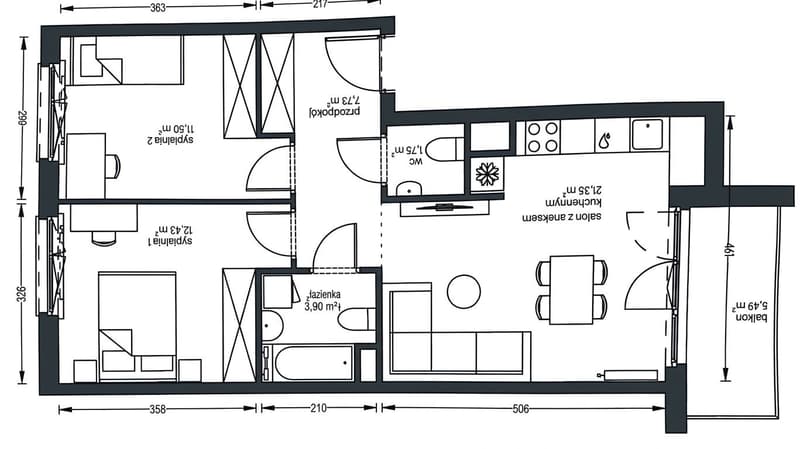 363
217
299
326
sypialnia 2
11,50 m²
przedpokój
7,73 m²
wc
1,75 m²
salon z aneksem
kuchennym
21,35 m²
461
balkon
5,49 m²
sypialnia 1
12,43 m²
łazienka
3,90 m²
358
210
506